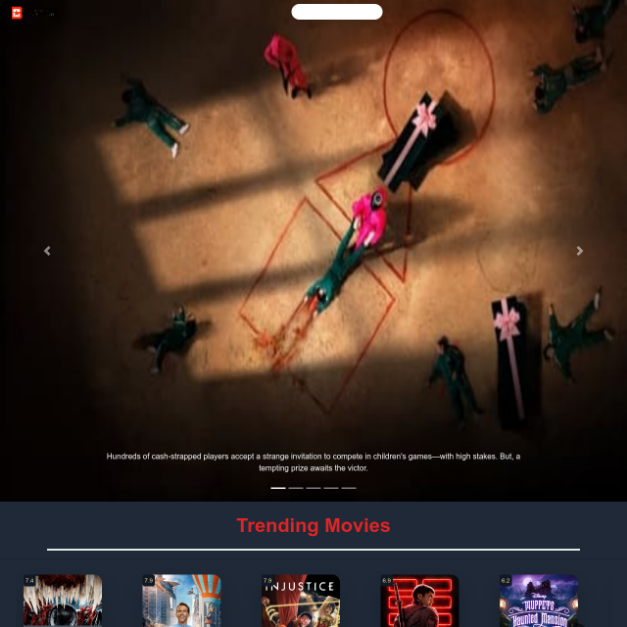 Hundreds of cash-strapped players accept a strange invitation to compete in children's games—with high stakes. But, a
tempting prize awaits the victor.
Trending Movies
7.4
7.9
7.9
6.9
6.2
INJUSTICE
Disney
MUPPETS
Haunted Mansion